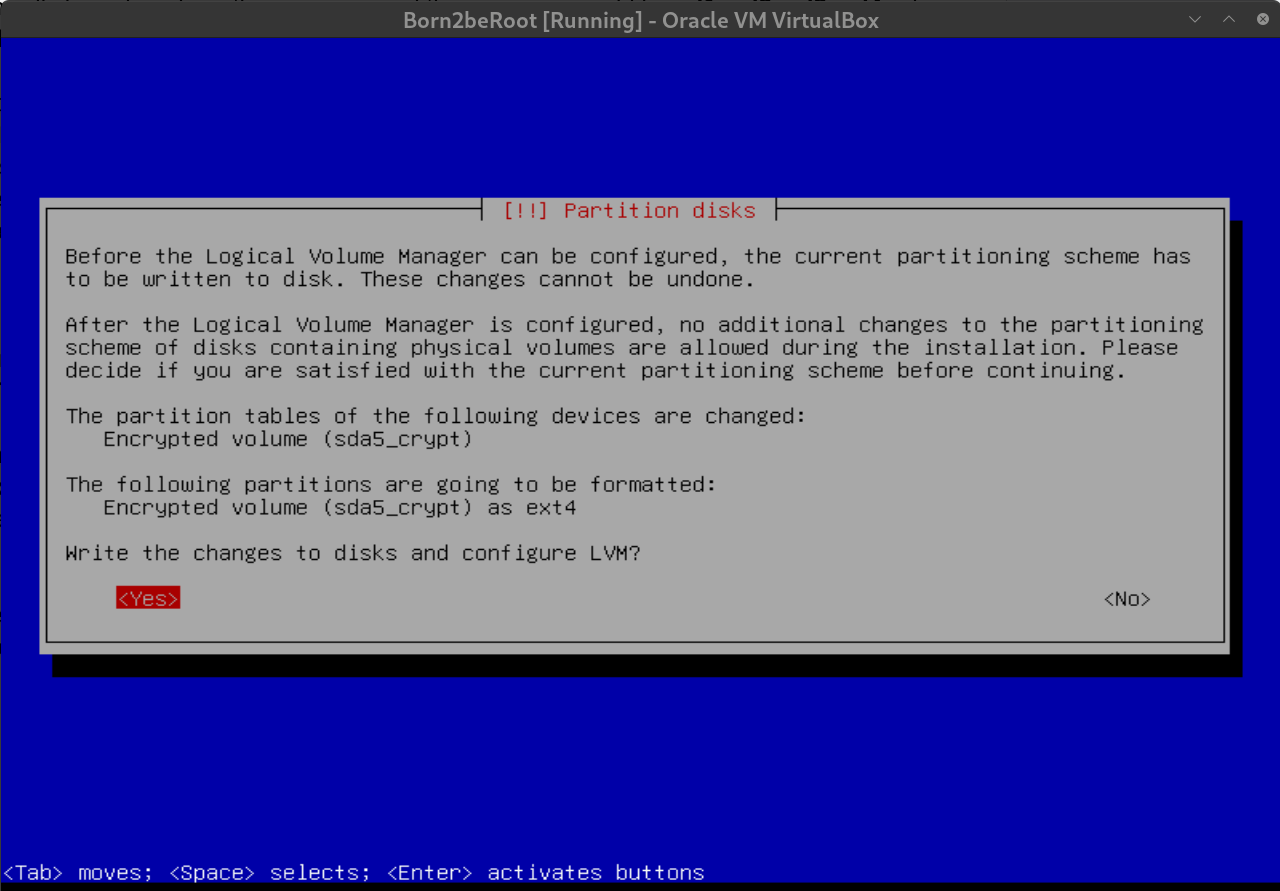 Born2beRoot [Running] - Oracle VM VirtualBox
[!!] Partition disks
Before the Logical Volume Manager can be configured, the current partitioning scheme has
to be written to disk. These changes cannot be undone.
After the Logical Volume Manager is configured, no additional changes to the partitioning
scheme of disks containing physical volumes are allowed during the installation. Please
decide if you are satisfied with the current partitioning scheme before continuing.
The partition tables of the following devices are changed:
Encrypted volume (sda5_crypt)
The following partitions are going to be formatted:
Encrypted volume (sda5_crypt) as ext4
Write the changes to disks and configure LVM?
<Yes> <No>
<Tab> moves; <Space> selects; <Enter> activates buttons